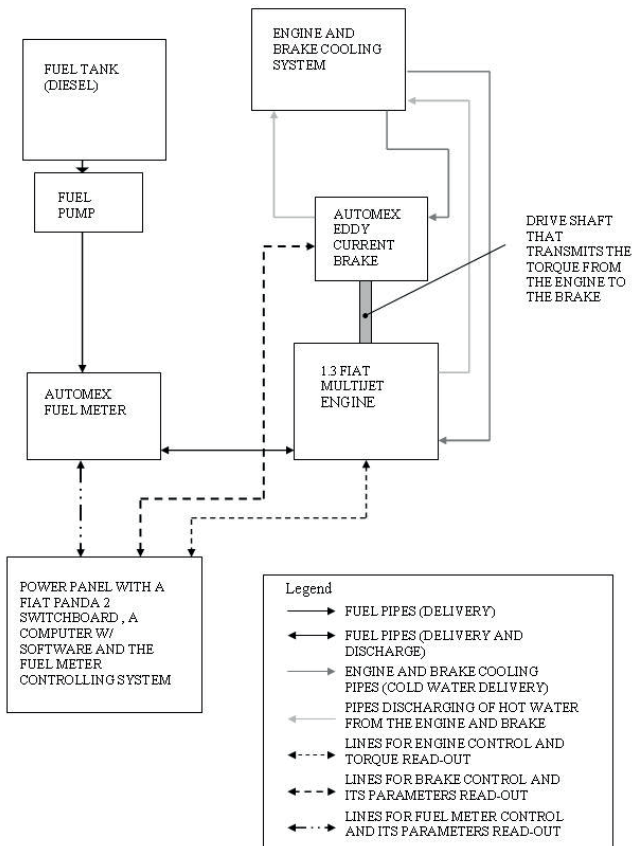 FUEL TANK
(DIESEL)
ENGINE AND
BRAKE COOLING
SYSTEM
FUEL
PUMP
AUTOMEX
EDDY
CURRENT
BRAKE
DRIVE SHAFT
THAT
TRANSMITS THE
TORQUE FROM
THE ENGINE TO
THE BRAKE
AUTOMEX
FUEL METER
1.3 FIAT
MULTIJET
ENGINE
POWER PANEL WITH A
FIAT PANDA 2
SWITCHBOARD , A
COMPUTER W/
SOFTWARE AND THE
FUEL METER
CONTROLLING SYSTEM
Legend
FUEL PIPES (DELIVERY)
FUEL PIPES (DELIVERY AND
DISCHARGE)
ENGINE AND BRAKE COOLING
PIPES (COLD WATER DELIVERY)
PIPES DISCHARGING OF HOT WATER
FROM THE ENGINE AND BRAKE
LINES FOR ENGINE CONTROL AND
TORQUE READ-OUT
LINES FOR BRAKE CONTROL AND
ITS PARAMETERS READ-OUT
LINES FOR FUEL METER CONTROL
AND ITS PARAMETERS READ-OUT